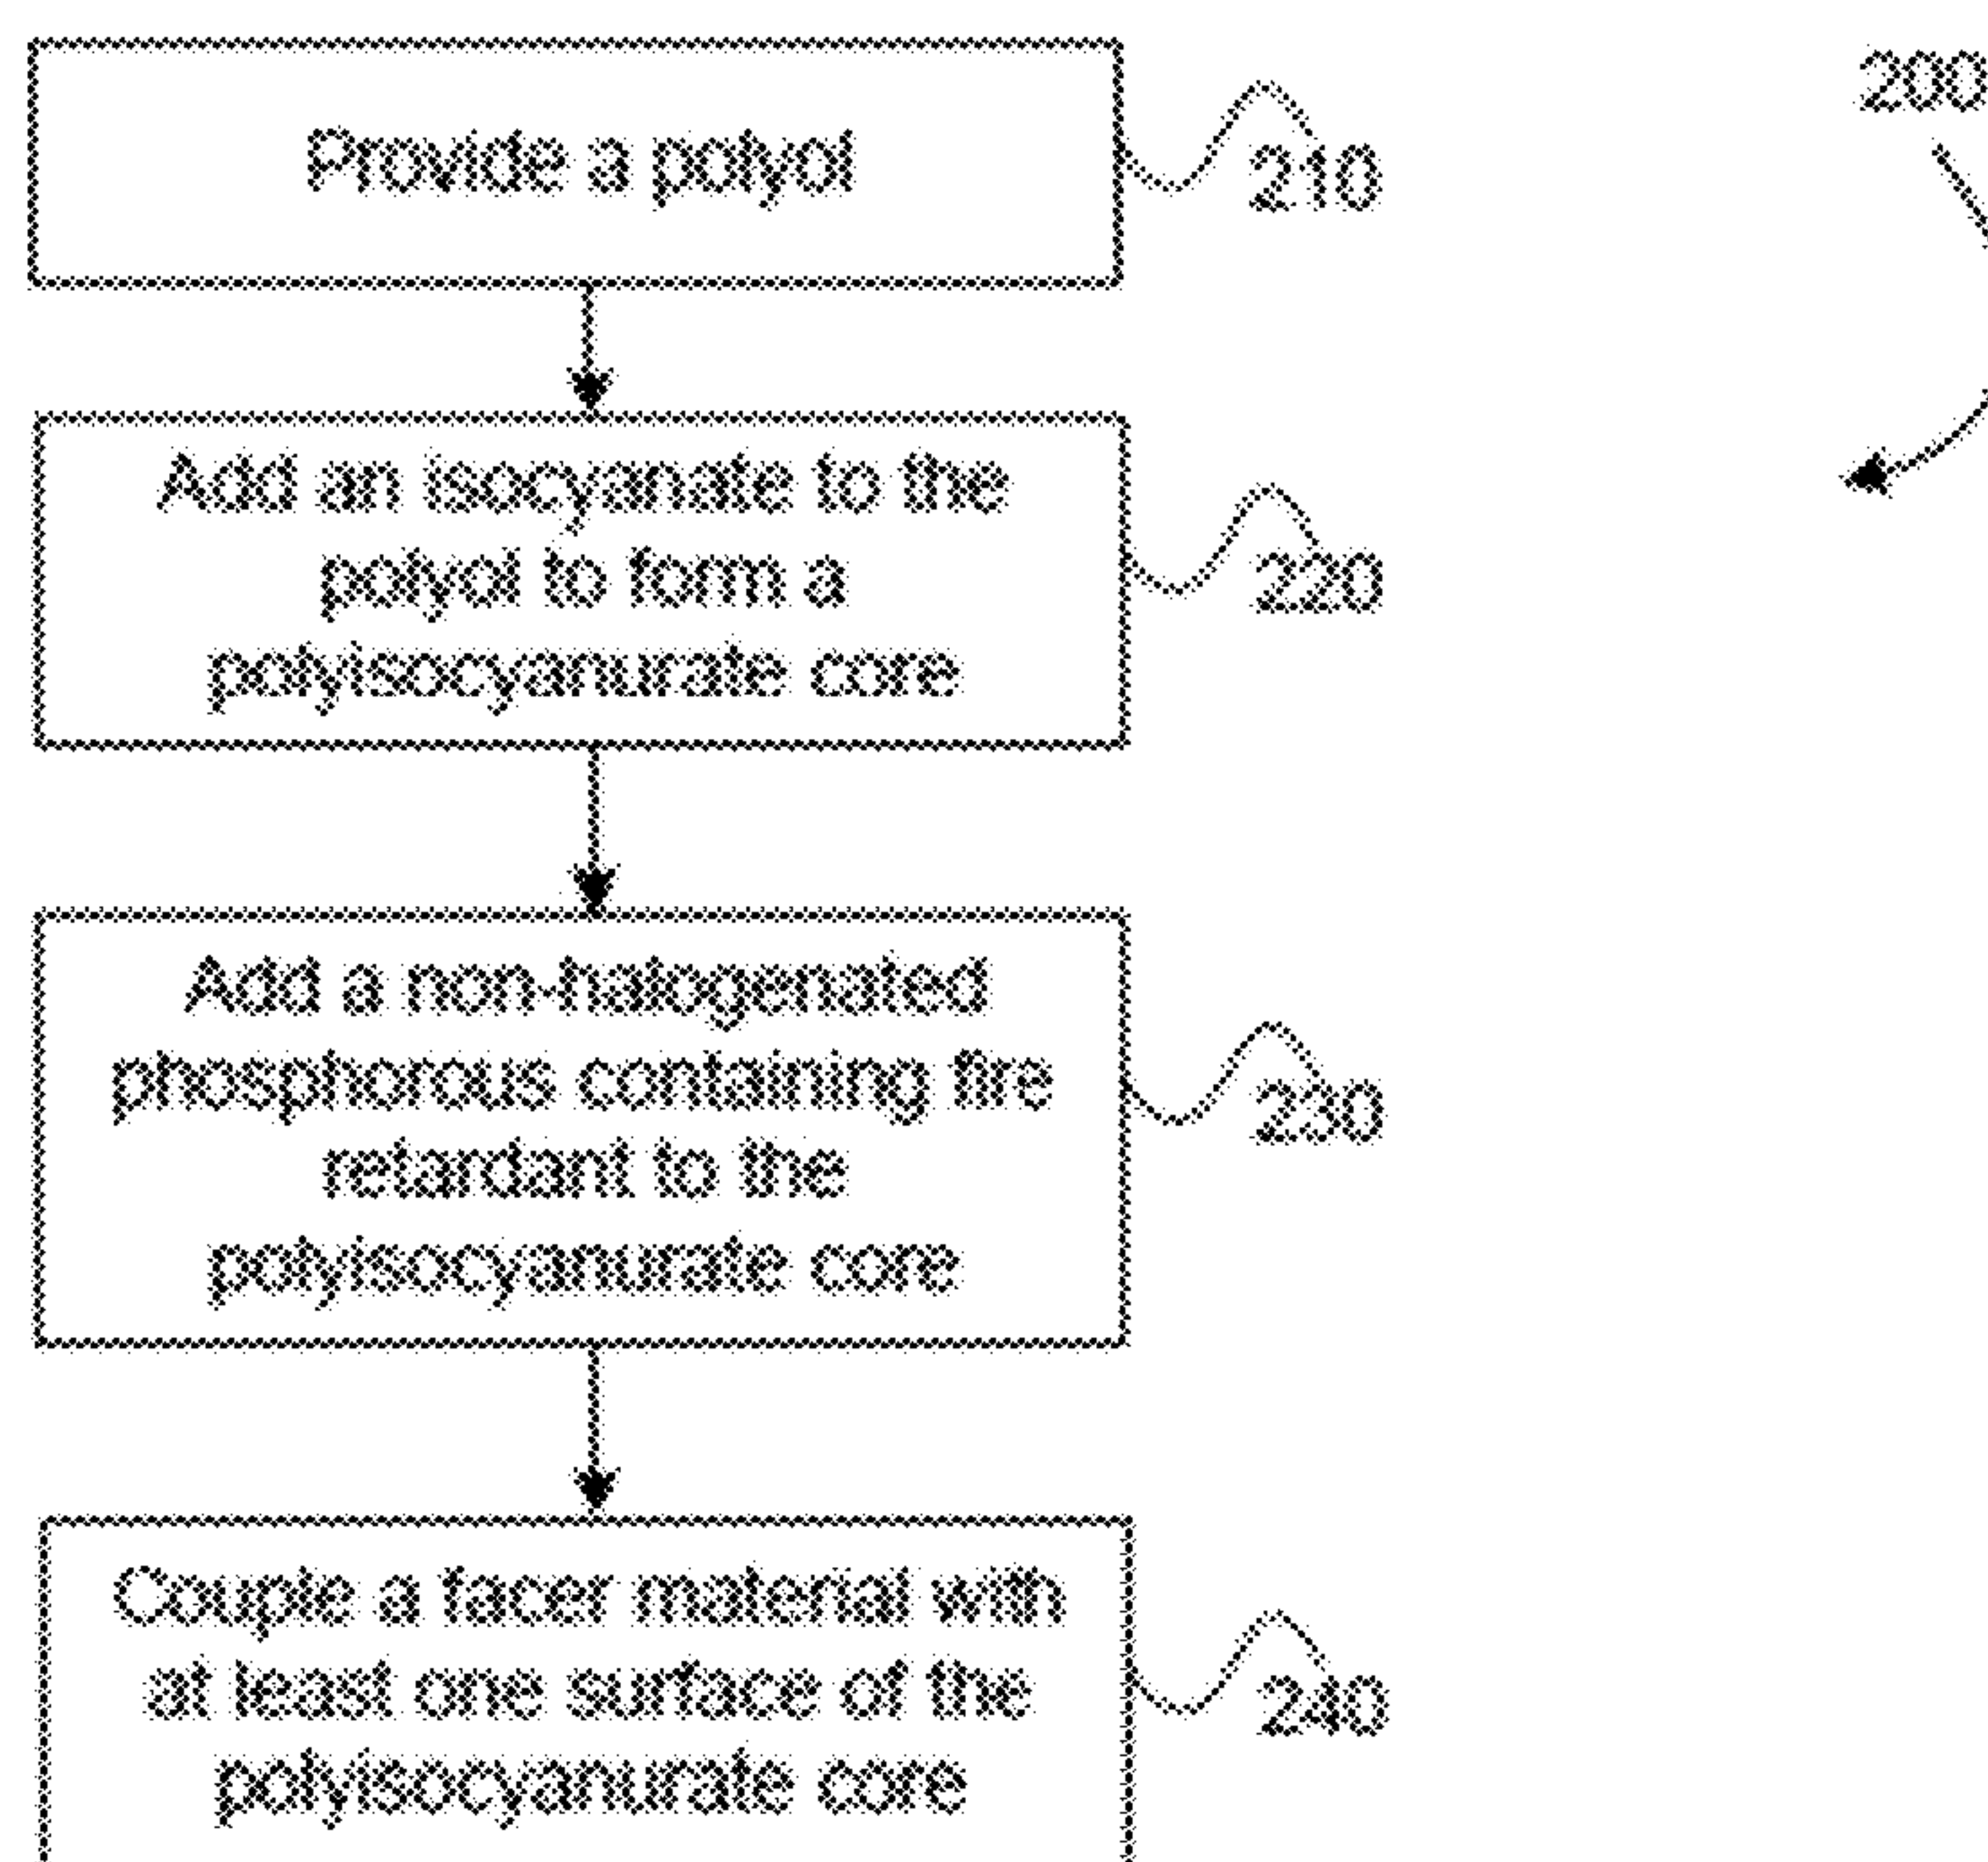 200
Provide a polyol
210
Add an isocyanate to the
polyol to form a
polyisocyanurate core
220
Add a non-halogenated
phosphorous containing fire
retardant to the
polyisocyanurate core
230
Couple a facer material with
at least one surface of the
polyisocyanurate core
240